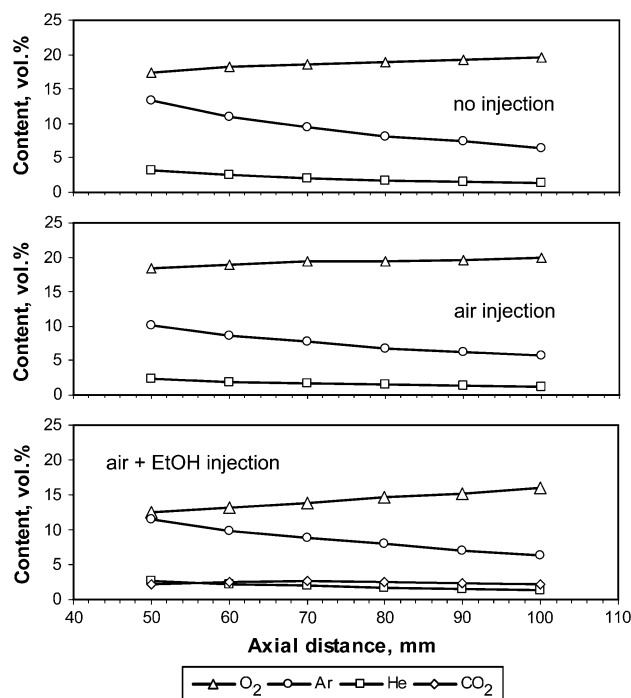 25
20
15
10
5
0
Content, vol.%
no injection
25
20
15
10
5
0
Content, vol.%
air injection
25
20
15
10
5
0
Content, vol.%
air + EtOH injection
40 50 60 70 80 90 100 110
Axial distance, mm
O₂ Ar He CO₂